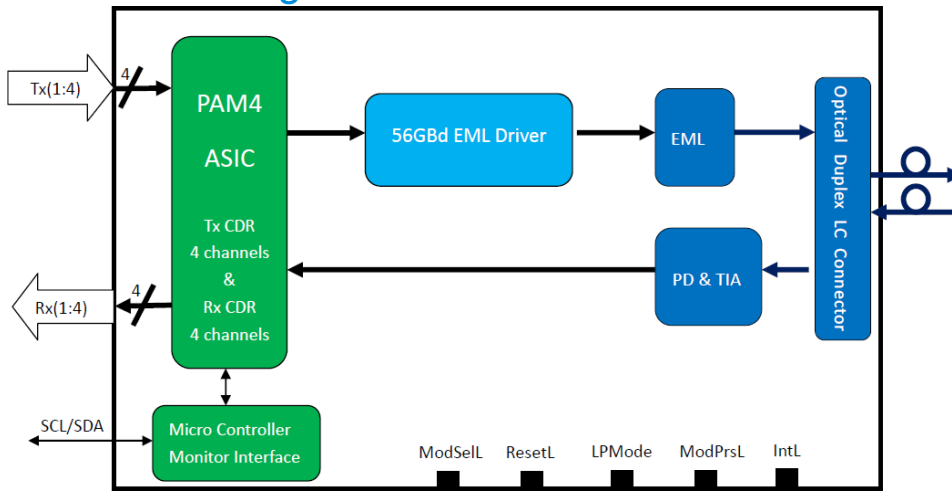 Tx(1:4)
4
PAM4
ASIC
Tx CDR
4 channels
&
Rx CDR
4 channels
56GBd EML Driver
EML
Optical Duplex LC Connector
PD & TIA
4
Rx(1:4)
SCL/SDA
Micro Controller
Monitor Interface
ModSelL
ResetL
LPMode
ModPrsL
IntL